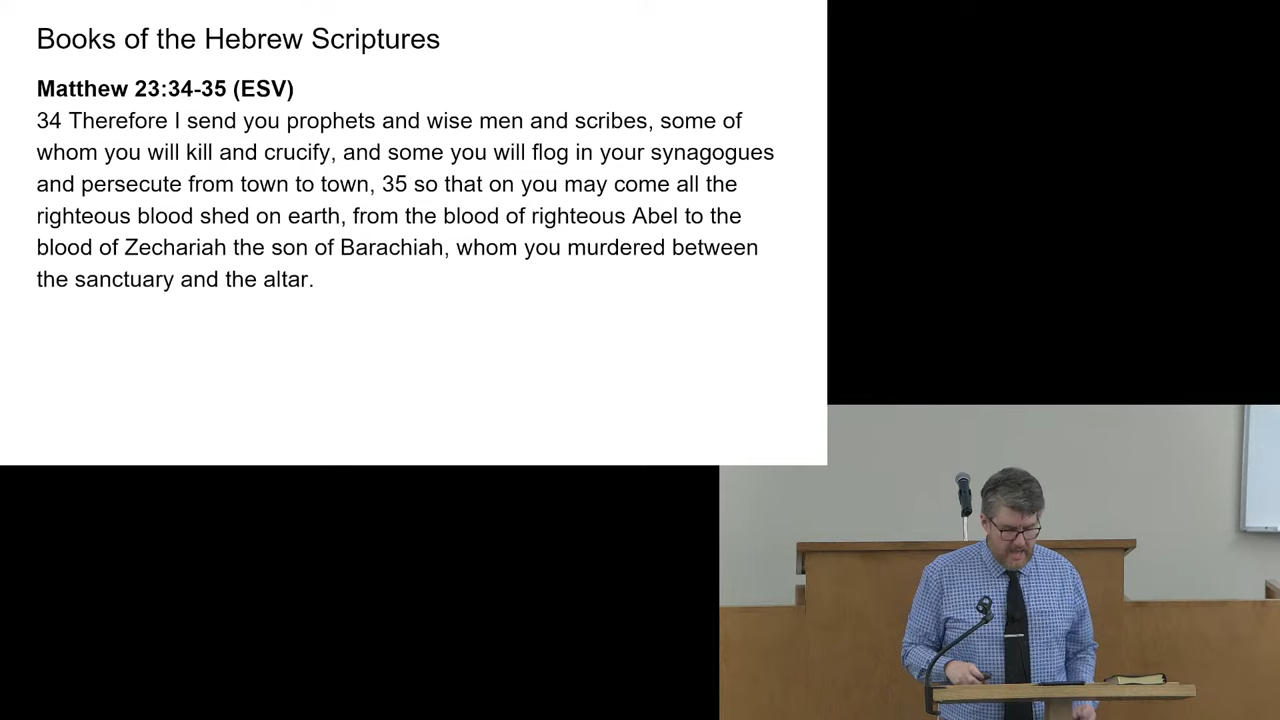 Books of the Hebrew Scriptures
Matthew 23:34-35 (ESV)
34 Therefore I send you prophets and wise men and scribes, some of
whom you will kill and crucify, and some you will flog in your synagogues
and persecute from town to town, 35 so that on you may come all the
righteous blood shed on earth, from the blood of righteous Abel to the
blood of Zechariah the son of Barachiah, whom you murdered between
the sanctuary and the altar.